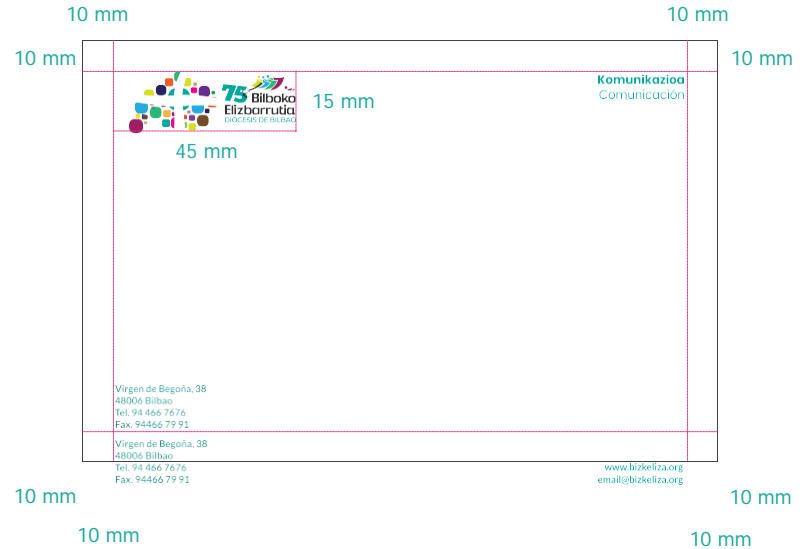 10 mm
10 mm
10 mm
10 mm
75 Bilboko
Elizbarrutia
DIOCESIS DE BILBAO
15 mm
45 mm
Komunikazioa
Comunicación
Virgen de Begoña, 38
48006 Bilbao
Tel. 94 466 7676
Fax. 94466 79 91
Virgen de Begoña, 38
48006 Bilbao
Tel. 94 466 7676
Fax. 94466 79 91
www.bizkeliza.org
email@bizkeliza.org
10 mm
10 mm
10 mm
10 mm